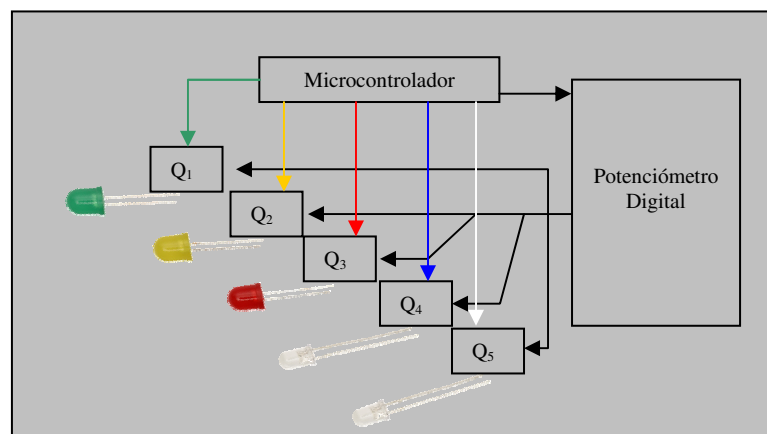 Microcontrolador
Potenciómetro
Digital
Q₁
Q₂
Q₃
Q₄
Q₅